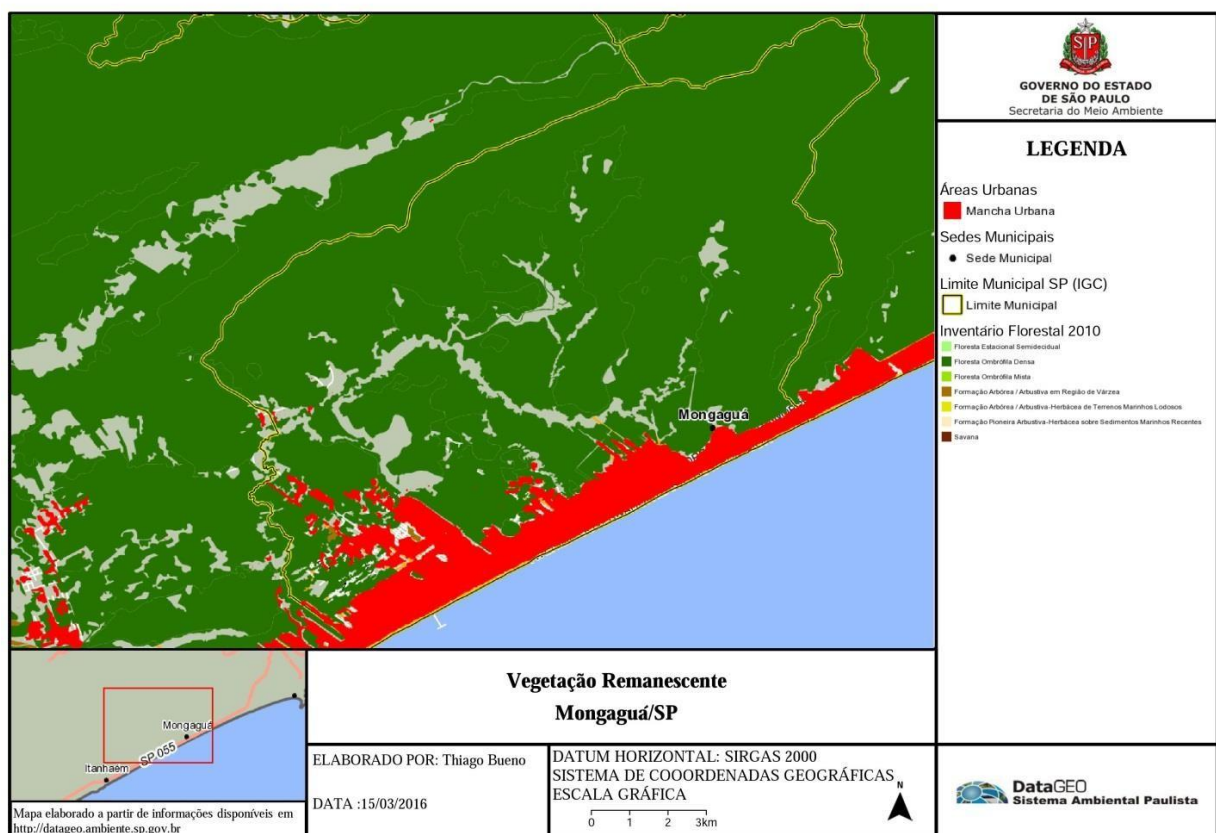 GOVERNO DO ESTADO
DE SÃO PAULO
Secretaria do Meio Ambiente
LEGENDA
Áreas Urbanas
Mancha Urbana
Sedes Municipais
Sede Municipal
Limite Municipal SP (IGC)
Limite Municipal
Inventário Florestal 2010
Floresta Estacional Semidecidual
Floresta Ombrófila Densa
Floresta Ombrófila Mista
Formação Arbórea / Arbustiva em Região de Várzea
Formação Arbórea / Arbustiva-Herbácea de Terrenos Marinhos Lodosos
Formação Pioneira Arbustiva-Herbácea sobre Sedimentos Marinhos Recentes
Savana
Mongaguá
Mongaguá
SP 055
Itanhaém
Mapa elaborado a partir de informações disponíveis em
http://datageo.ambiente.sp.gov.br
Vegetação Remanescente
Mongaguá/SP
ELABORADO POR: Thiago Bueno
DATA :15/03/2016
DATUM HORIZONTAL: SIRGAS 2000
SISTEMA DE COOORDENADAS GEOGRÁFICAS
ESCALA GRÁFICA
0 1 2 3km
N
DataGEO
Sistema Ambiental Paulista